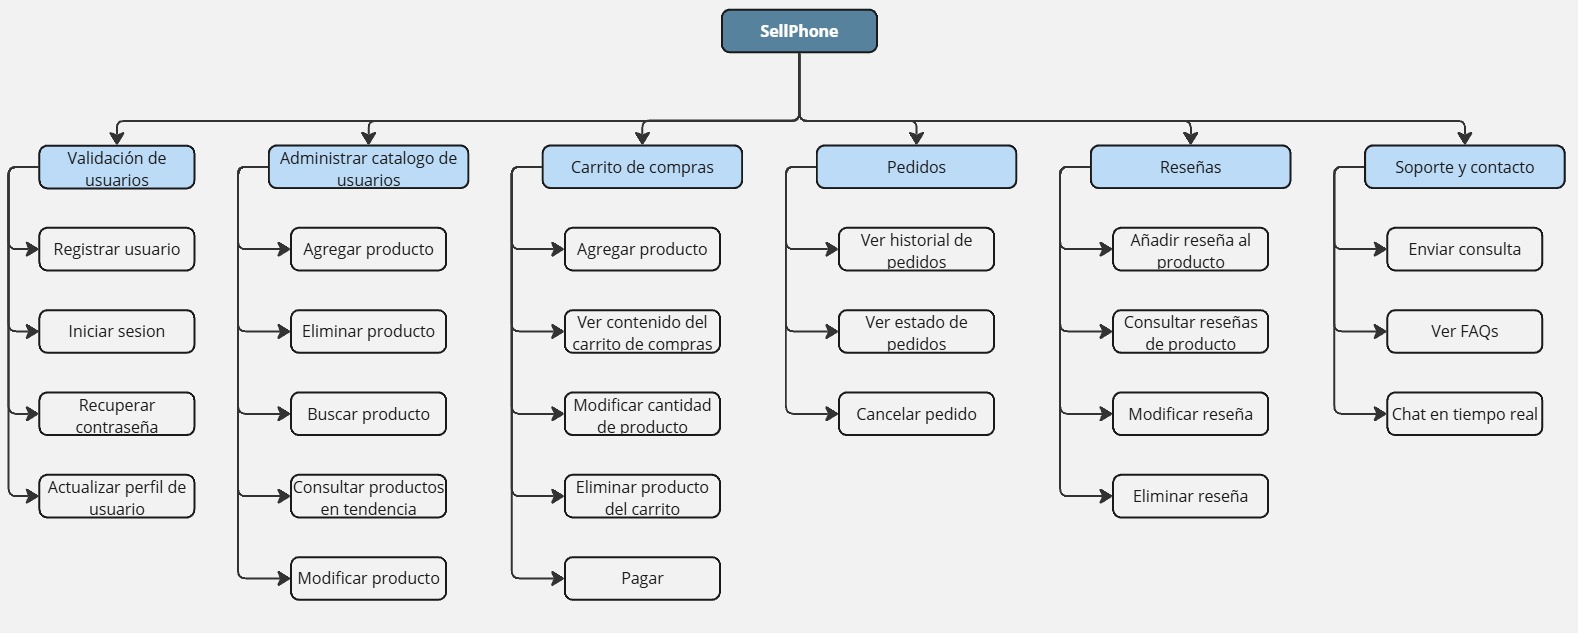 SellPhone
Validación de
usuarios
Registrar usuario
Iniciar sesion
Recuperar
contraseña
Actualizar perfil de
usuario
Administrar catalogo de
usuarios
Agregar producto
Eliminar producto
Buscar producto
Consultar productos
en tendencia
Modificar producto
Carrito de compras
Agregar producto
Ver contenido del
carrito de compras
Modificar cantidad
de producto
Eliminar producto
del carrito
Pagar
Pedidos
Ver historial de
pedidos
Ver estado de
pedidos
Cancelar pedido
Reseñas
Añadir reseña al
producto
Consultar reseñas
de producto
Modificar reseña
Eliminar reseña
Soporte y contacto
Enviar consulta
Ver FAQs
Chat en tiempo real